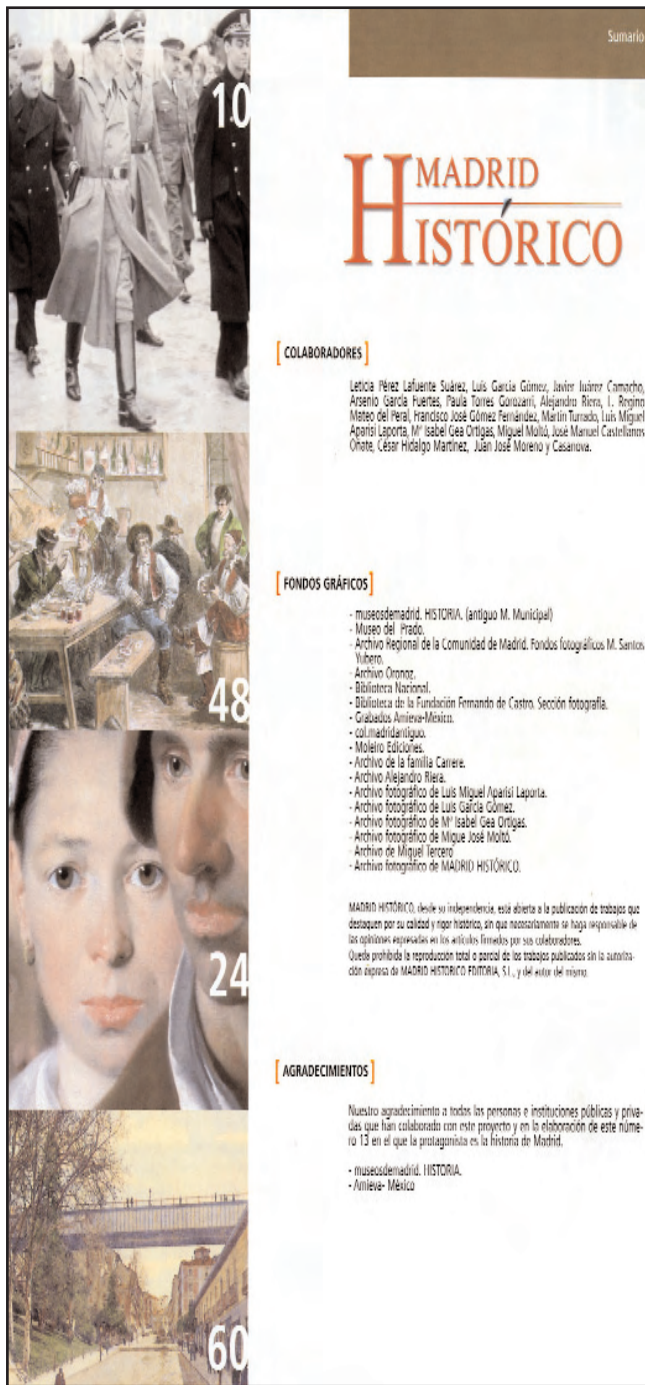 Sumario
10
MADRID
HISTÓRICO
[ COLABORADORES ]
Leticia Pérez Lafuente Suárez, Luis García Gómez, Javier Juárez Camacho,
Arsenio García Fuertes, Paula Torres Gorozarri, Alejandro Riera, I. Regino
Mateo del Peral, Francisco José Gómez Fernández, Martín Turrado, Luis Miguel
Aparisi Laporta, Mª Isabel Gea Ortigas, Miguel Moltó, José Manuel Castellanos
Oñate, César Hidalgo Martínez, Juan José Moreno y Casanova.
48
[ FONDOS GRÁFICOS ]
- museosdemadrid. HISTORIA. (antiguo M. Municipal)
- Museo del Prado.
- Archivo Regional de la Comunidad de Madrid. Fondos fotográficos M. Santos
Yubero.
- Archivo Oronoz.
- Biblioteca Nacional.
- Biblioteca de la Fundación Fernando de Castro. Sección fotografía.
- Grabados Amieva-México.
- col.madridantiguo.
- Moleiro Ediciones.
- Archivo de la familia Carrere.
- Archivo Alejandro Riera.
- Archivo fotográfico de Luis Miguel Aparisi Laporta.
- Archivo fotográfico de Luis García Gómez.
- Archivo fotográfico de Mª Isabel Gea Ortigas.
- Archivo fotográfico de Migue José Moltó.
- Archivo de Miguel Tercero
- Archivo fotográfico de MADRID HISTÓRICO.
MADRID HISTÓRICO, desde su independencia, está abierta a la publicación de trabajos que
destaquen por su calidad y rigor histórico, sin que necesariamente se haga responsable de
las opiniones expresadas en los artículos firmados por sus colaboradores.
Queda prohibida la reproducción total o parcial de los trabajos publicados sin la autoriza-
ción expresa de MADRID HISTÓRICO EDITORIA, S.L., y del autor del mismo.
24
[ AGRADECIMIENTOS ]
Nuestro agradecimiento a todas las personas e instituciones públicas y priva-
das que han colaborado con este proyecto y en la elaboración de este núme-
ro 13 en el que la protagonista es la historia de Madrid.
- museosdemadrid. HISTORIA.
- Amieva- México
60